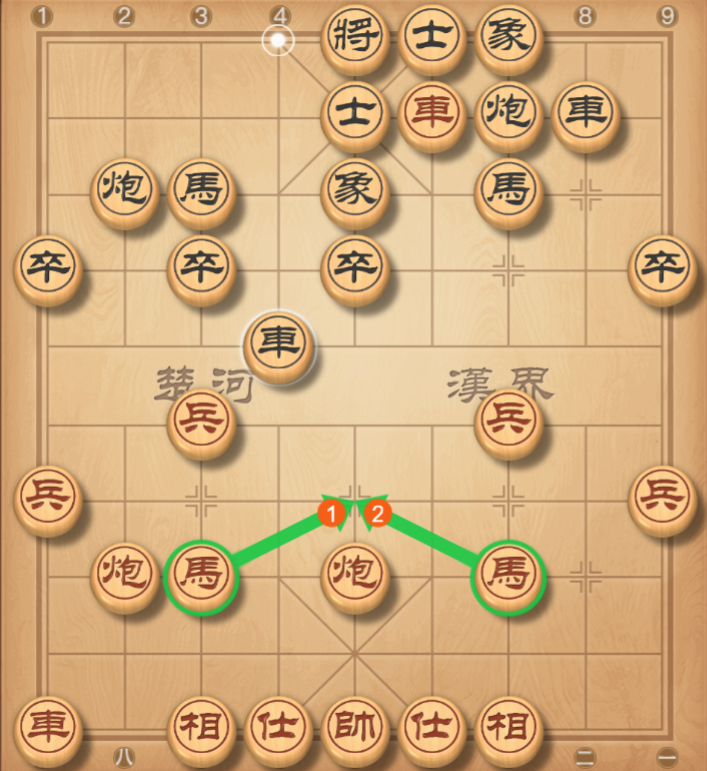 1 2 3 4 8 9
將 士 象
士 車 炮 車
炮 馬 象 馬
卒 卒 卒 卒
車
楚河 漢界
兵 兵
兵 兵
1 2
炮 馬 炮 馬
車 相 仕 帥 仕 相
八 二 一